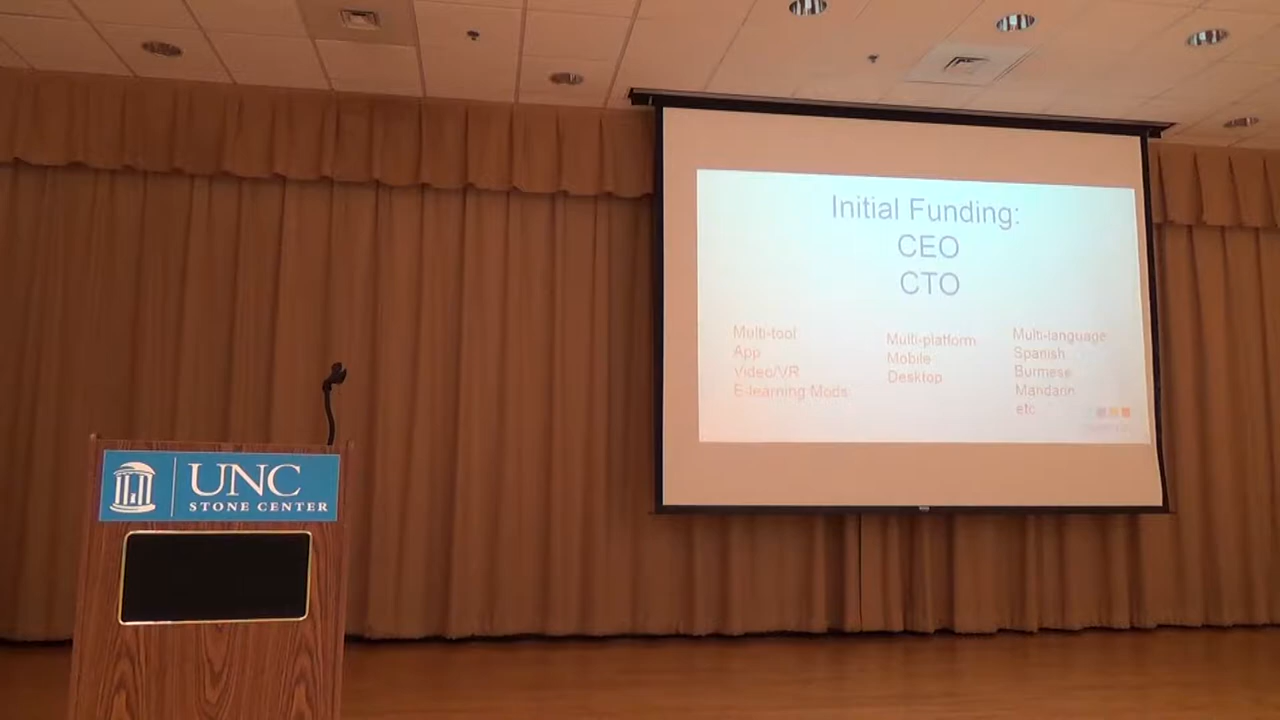 Initial Funding:
CEO
CTO
Multi-tool
App
Video/VR
E-learning Mods
Multi-platform
Mobile
Desktop
Multi-language
Spanish
Burmese
Mandarin
etc
UNC
STONE CENTER